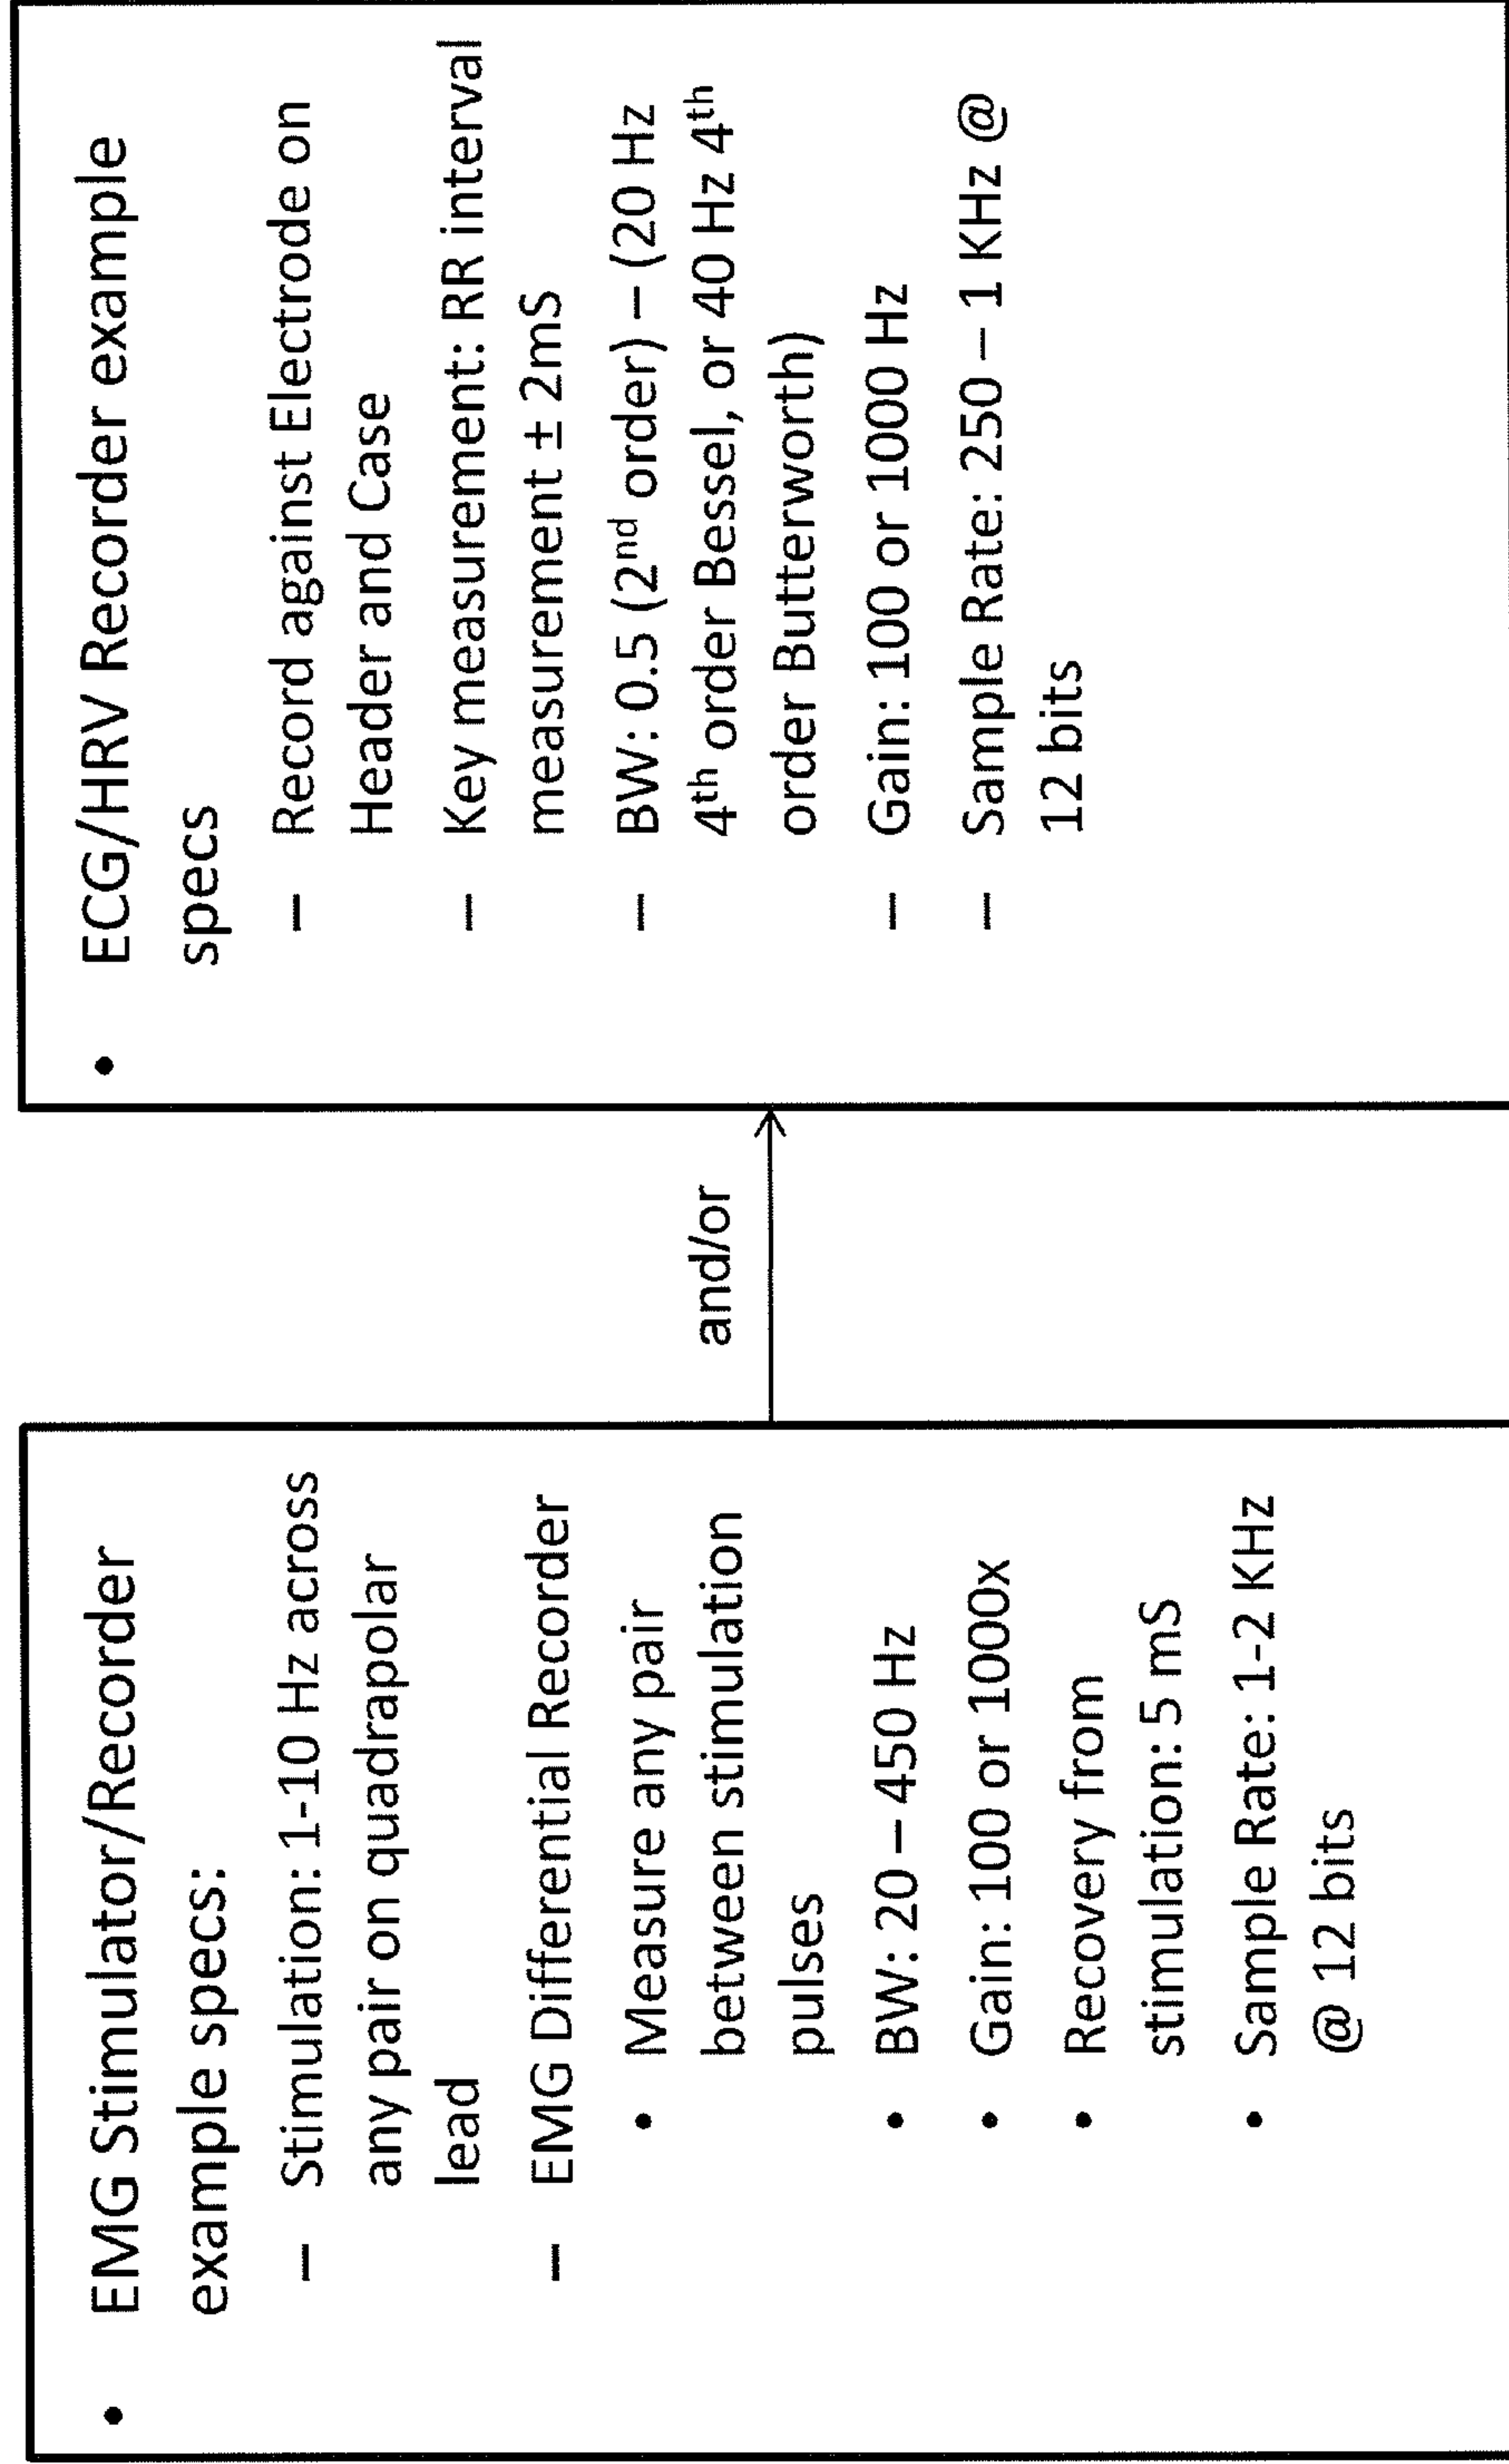 • EMG Stimulator/Recorder
example specs:
– Stimulation: 1-10 Hz across
any pair on quadrapolar
lead
– EMG Differential Recorder
• Measure any pair
between stimulation
pulses
• BW: 20 – 450 Hz
• Gain: 100 or 1000x
• Recovery from
stimulation: 5 mS
• Sample Rate: 1-2 KHz
@ 12 bits
and/or
• ECG/HRV Recorder example
specs
– Record against Electrode on
Header and Case
– Key measurement: RR interval
measurement ± 2mS
– BW: 0.5 (2nd order) – (20 Hz
4th order Bessel, or 40 Hz 4th
order Butterworth)
– Gain: 100 or 1000 Hz
– Sample Rate: 250 – 1 KHz @
12 bits